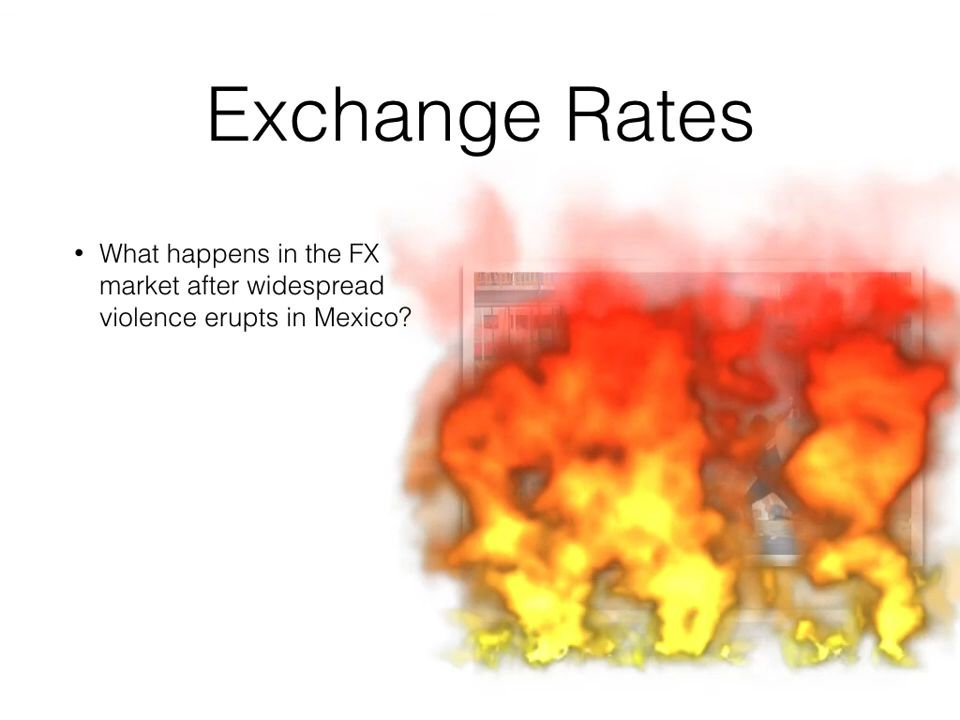 Exchange Rates
• What happens in the FX
market after widespread
violence erupts in Mexico?